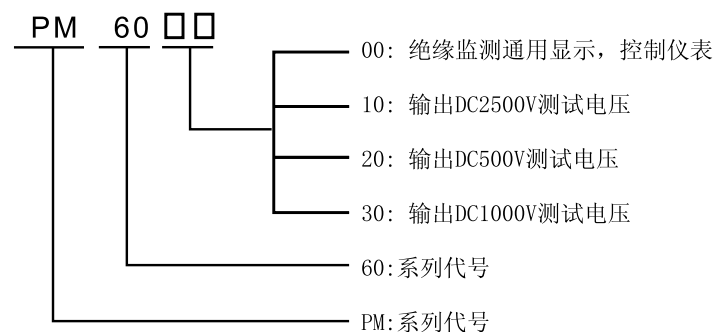 PM 60□□
00: 绝缘监测通用显示，控制仪表
10: 输出DC2500V测试电压
20: 输出DC500V测试电压
30: 输出DC1000V测试电压
60:系列代号
PM:系列代号